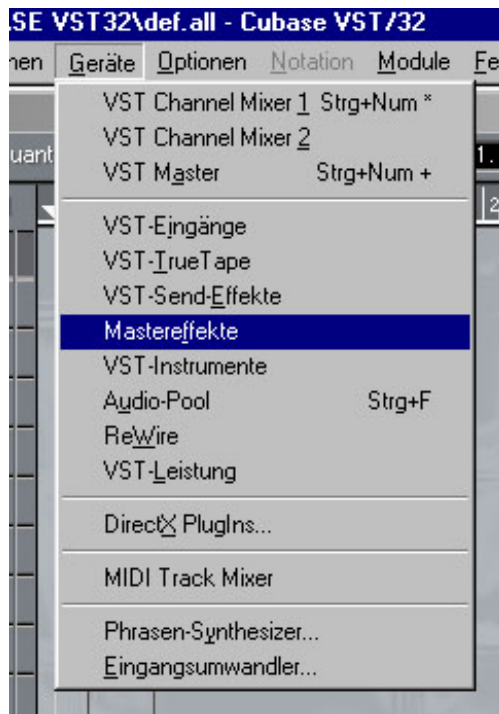 .SE VST32\def.all - Cubase VST/32
nen Geräte Optionen Notation Module Fe
VST Channel Mixer 1 Strg+Num *
VST Channel Mixer 2
uant
1.
VST Master Strg+Num +
2
VST-Eingänge
VST-TrueTape
VST-Send-Effekte
Mastereffekte
VST-Instrumente
Audio-Pool Strg+F
ReWire
VST-Leistung
DirectX PlugIns...
MIDI Track Mixer
Phrasen-Synthesizer...
Eingangsumwandler...